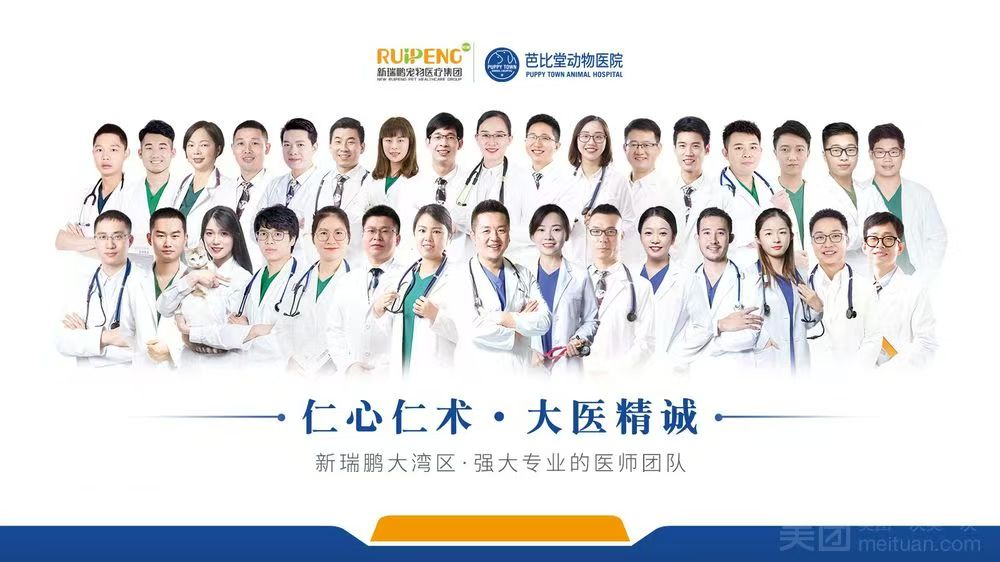 RUIPENG
新瑞鹏宠物医疗集团
NEW RUIPENG PET HEALTHCARE GROUP
芭比堂动物医院
PUPPY TOWN ANIMAL HOSPITAL
PUPPY TOWN
仁心仁术·大医精诚
新瑞鹏大湾区·强大专业的医师团队
美团
meituan.com